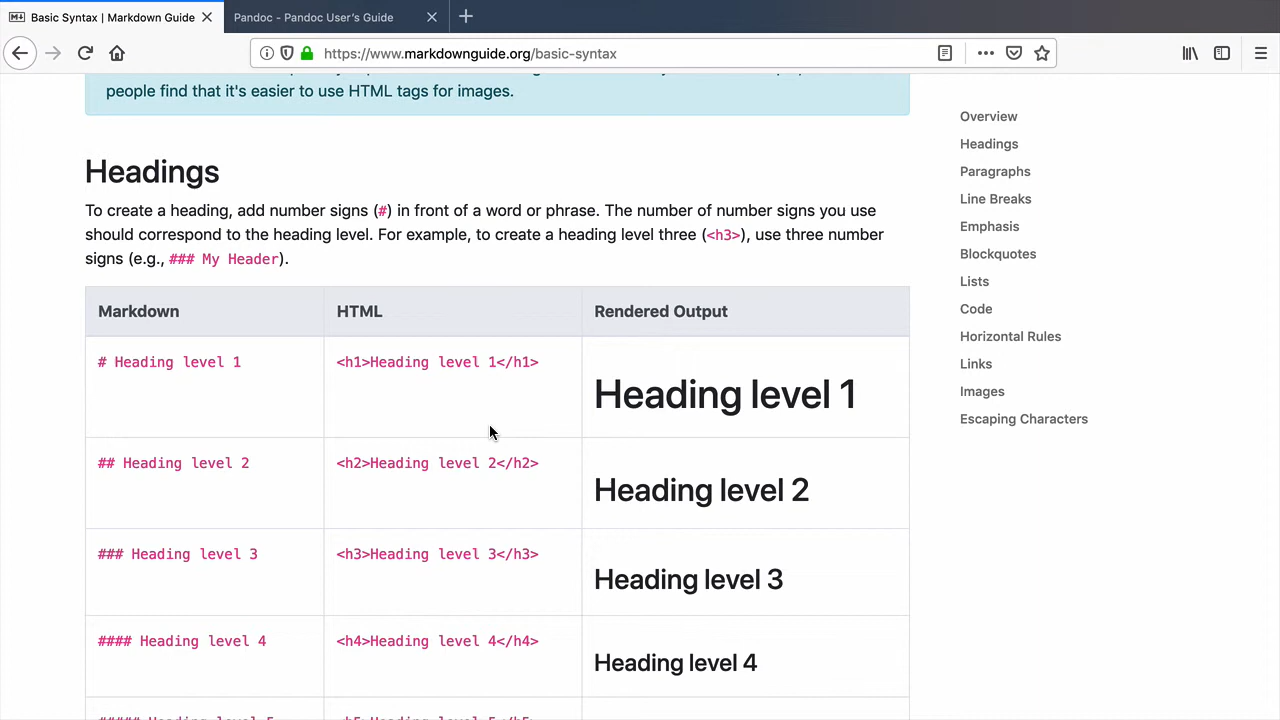 Basic Syntax | Markdown Guide
Pandoc - Pandoc User's Guide
https://www.markdownguide.org/basic-syntax
people find that it's easier to use HTML tags for images.
Headings
To create a heading, add number signs (#) in front of a word or phrase. The number of number signs you use
should correspond to the heading level. For example, to create a heading level three (<h3>), use three number
signs (e.g., ### My Header).
Markdown HTML Rendered Output
# Heading level 1 <h1>Heading level 1</h1> Heading level 1
## Heading level 2 <h2>Heading level 2</h2> Heading level 2
### Heading level 3 <h3>Heading level 3</h3> Heading level 3
#### Heading level 4 <h4>Heading level 4</h4> Heading level 4
Overview
Headings
Paragraphs
Line Breaks
Emphasis
Blockquotes
Lists
Code
Horizontal Rules
Links
Images
Escaping Characters